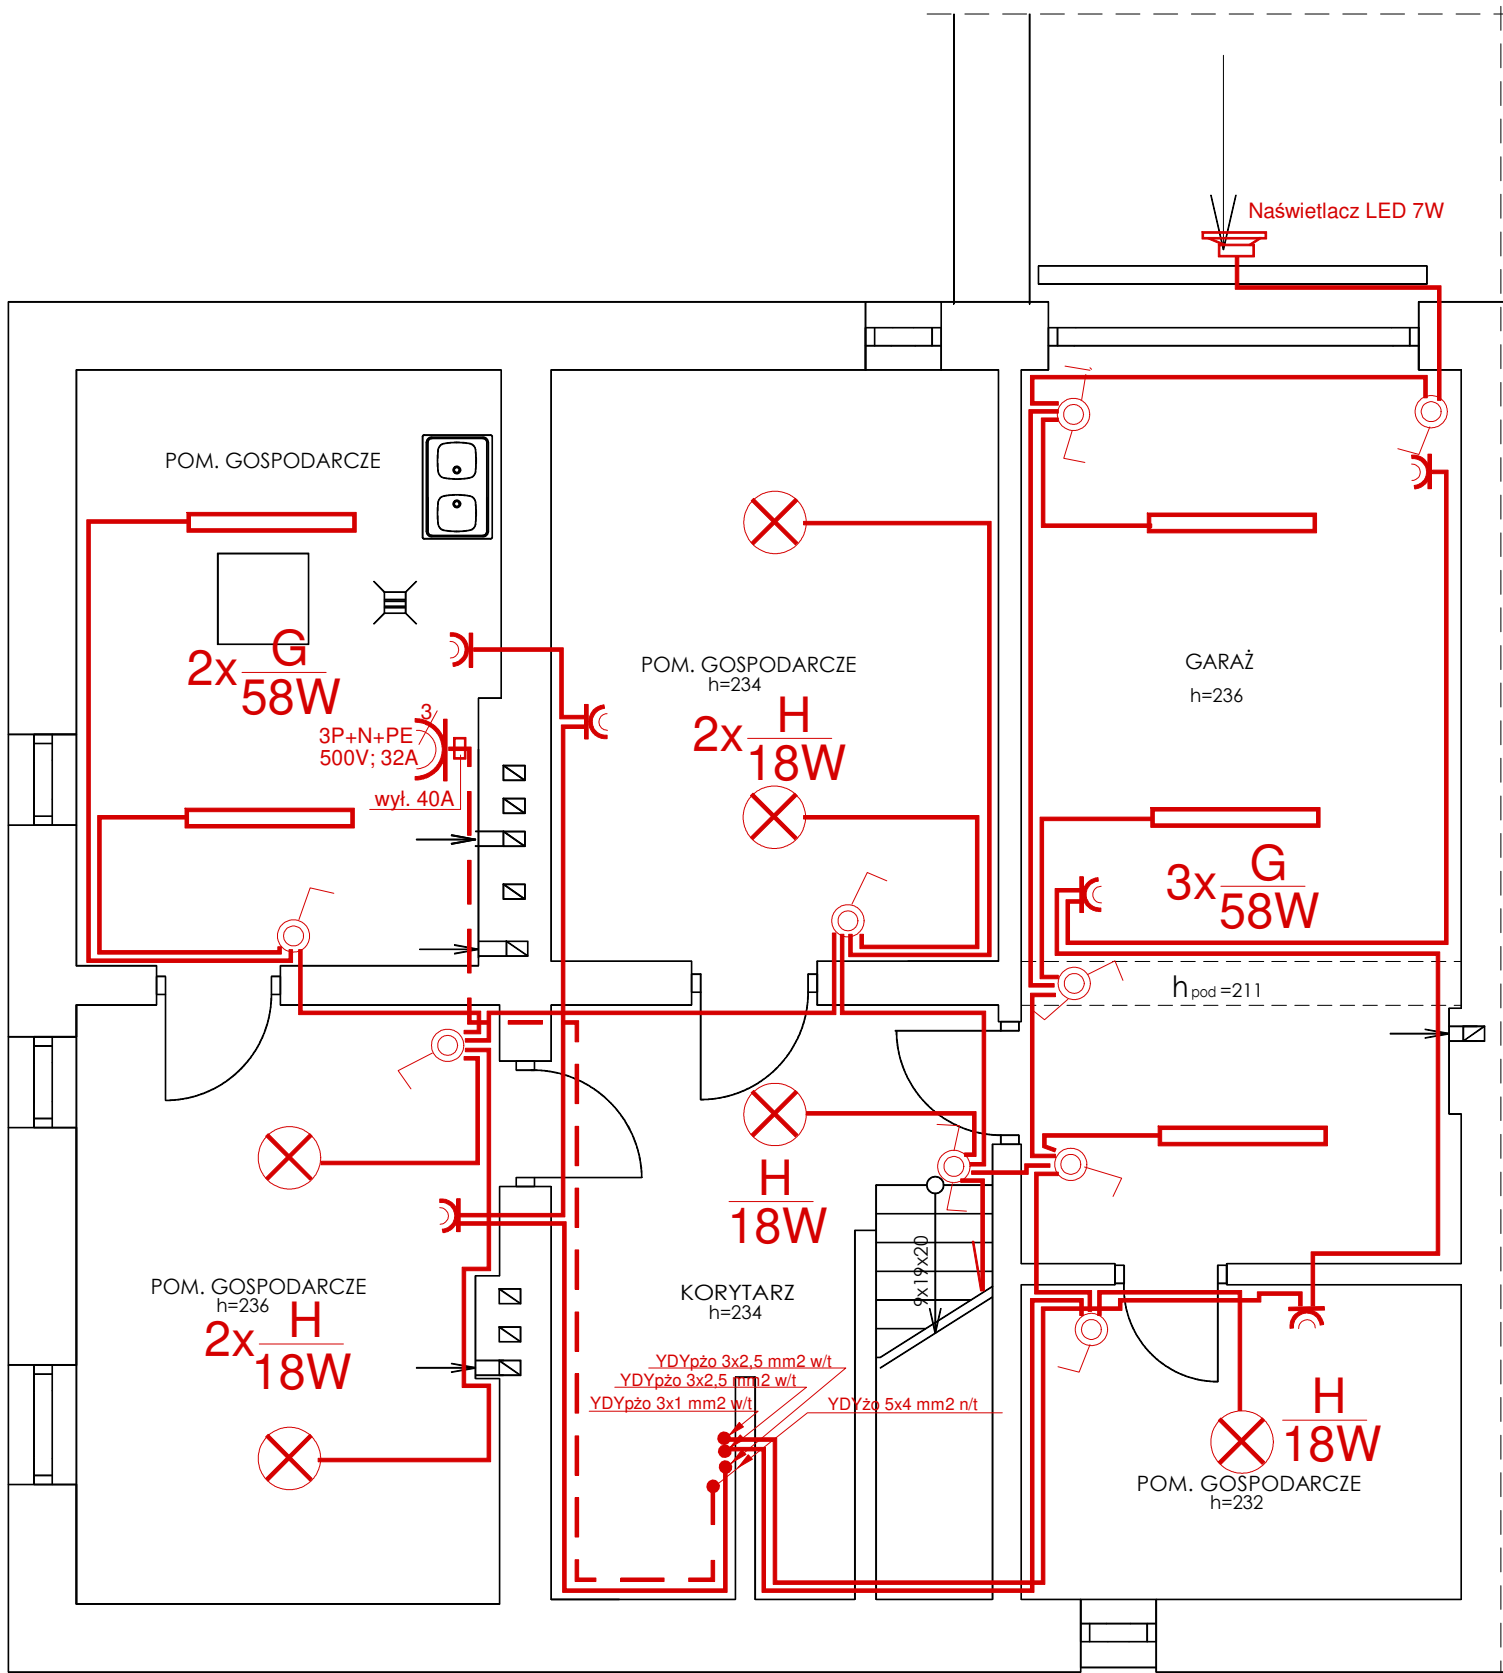 Naświetlacz LED 7W
POM. GOSPODARCZE
2x G
58W
3
3P+N+PE
500V; 32A
wył. 40A
POM. GOSPODARCZE
h=234
2x H
18W
GARAŻ
h=236
3x G
58W
hpod =211
H
18W
POM. GOSPODARCZE
h=236
2x H
18W
KORYTARZ
h=234
9x19x20
YDYpżo 3x2,5 mm2 w/t
YDYpżo 3x2,5 mm2 w/t
YDYpżo 3x1 mm2 w/t
YDYżo 5x4 mm2 n/t
H
18W
POM. GOSPODARCZE
h=232